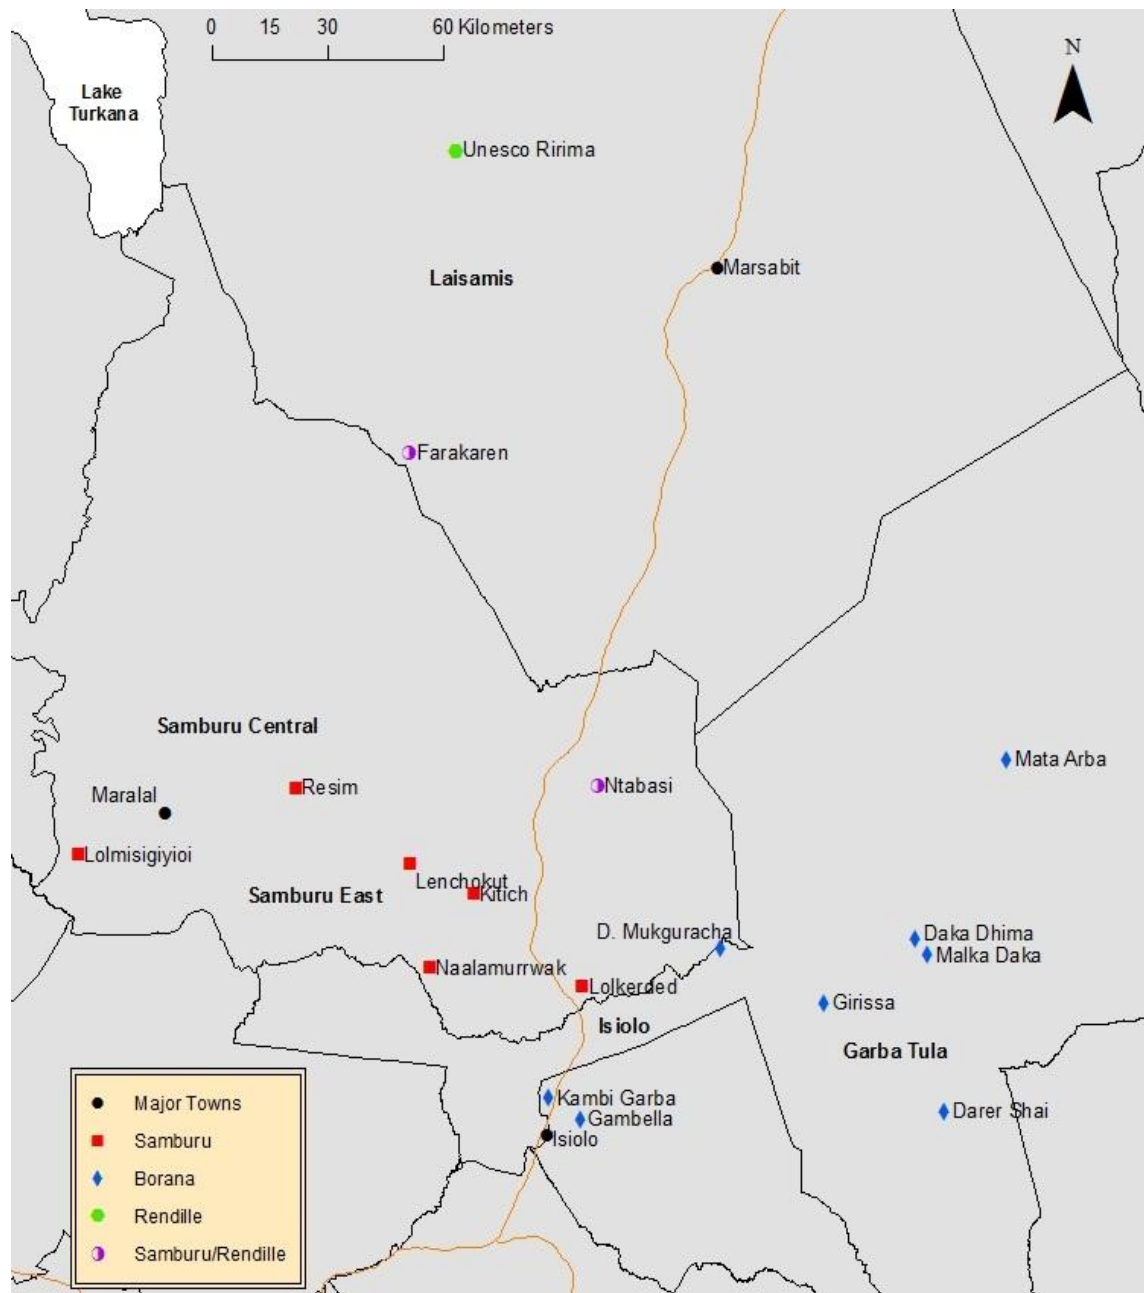 0 15 30 60 Kilometers
Lake
Turkana
N
Unesco Ririma
Marsabit
Laisamis
Farakaren
Samburu Central
Mata Arba
Resim
Ntabasi
Maralal
Lolmisigiyioi
Lenchokut
Samburu East
Kitich
D. Mukguracha
Daka Dhima
Malka Daka
Naalamurrwak
Lolkerded
Girissa
Isiolo
Garba Tula
Major Towns
Kambi Garba
Darer Shai
Gambella
Samburu
Isiolo
Borana
Rendille
Samburu/Rendille